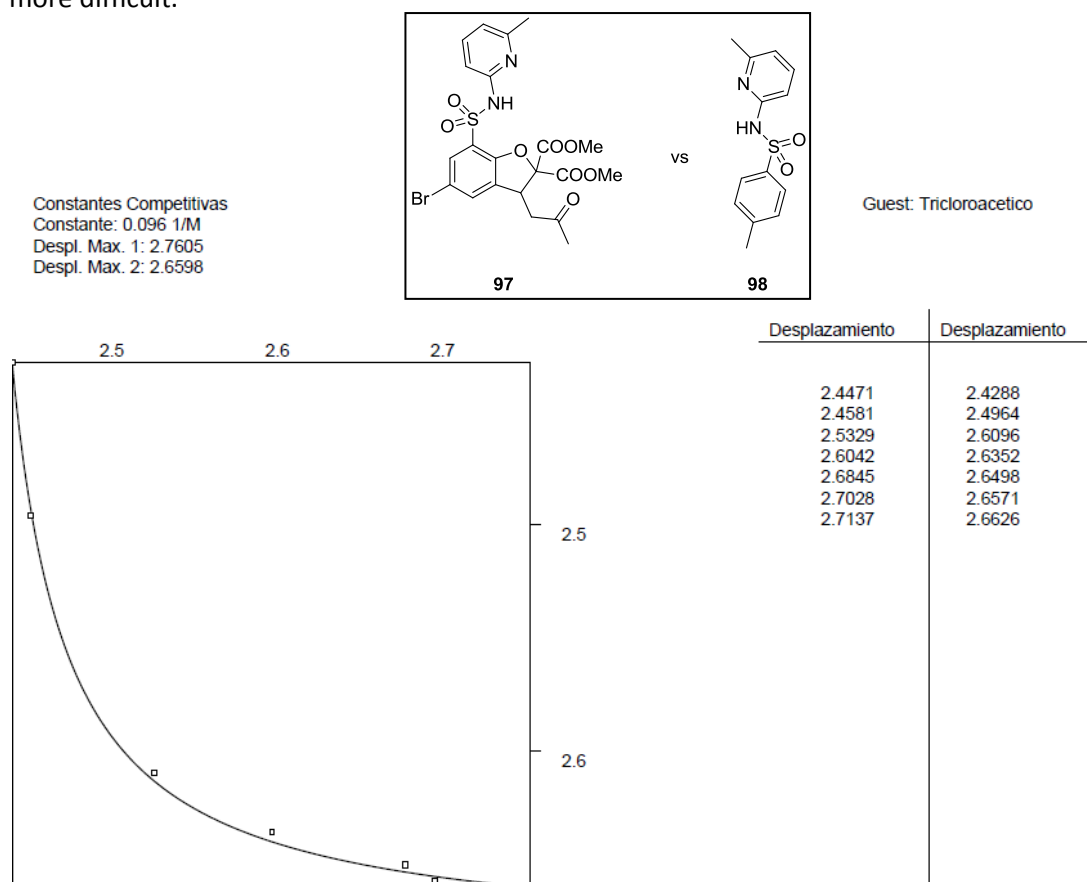 more difficult.
N
O
NH
S
O
O
COOMe
COOMe
O
Br
97
vs
N
HN
S
O
O
98
Constantes Competitivas
Constante: 0.096 1/M
Despl. Max. 1: 2.7605
Despl. Max. 2: 2.6598
Guest: Tricloroacetico
2.5 2.6 2.7
2.5
2.6
Desplazamiento Desplazamiento
2.4471 2.4288
2.4581 2.4964
2.5329 2.6096
2.6042 2.6352
2.6845 2.6498
2.7028 2.6571
2.7137 2.6626